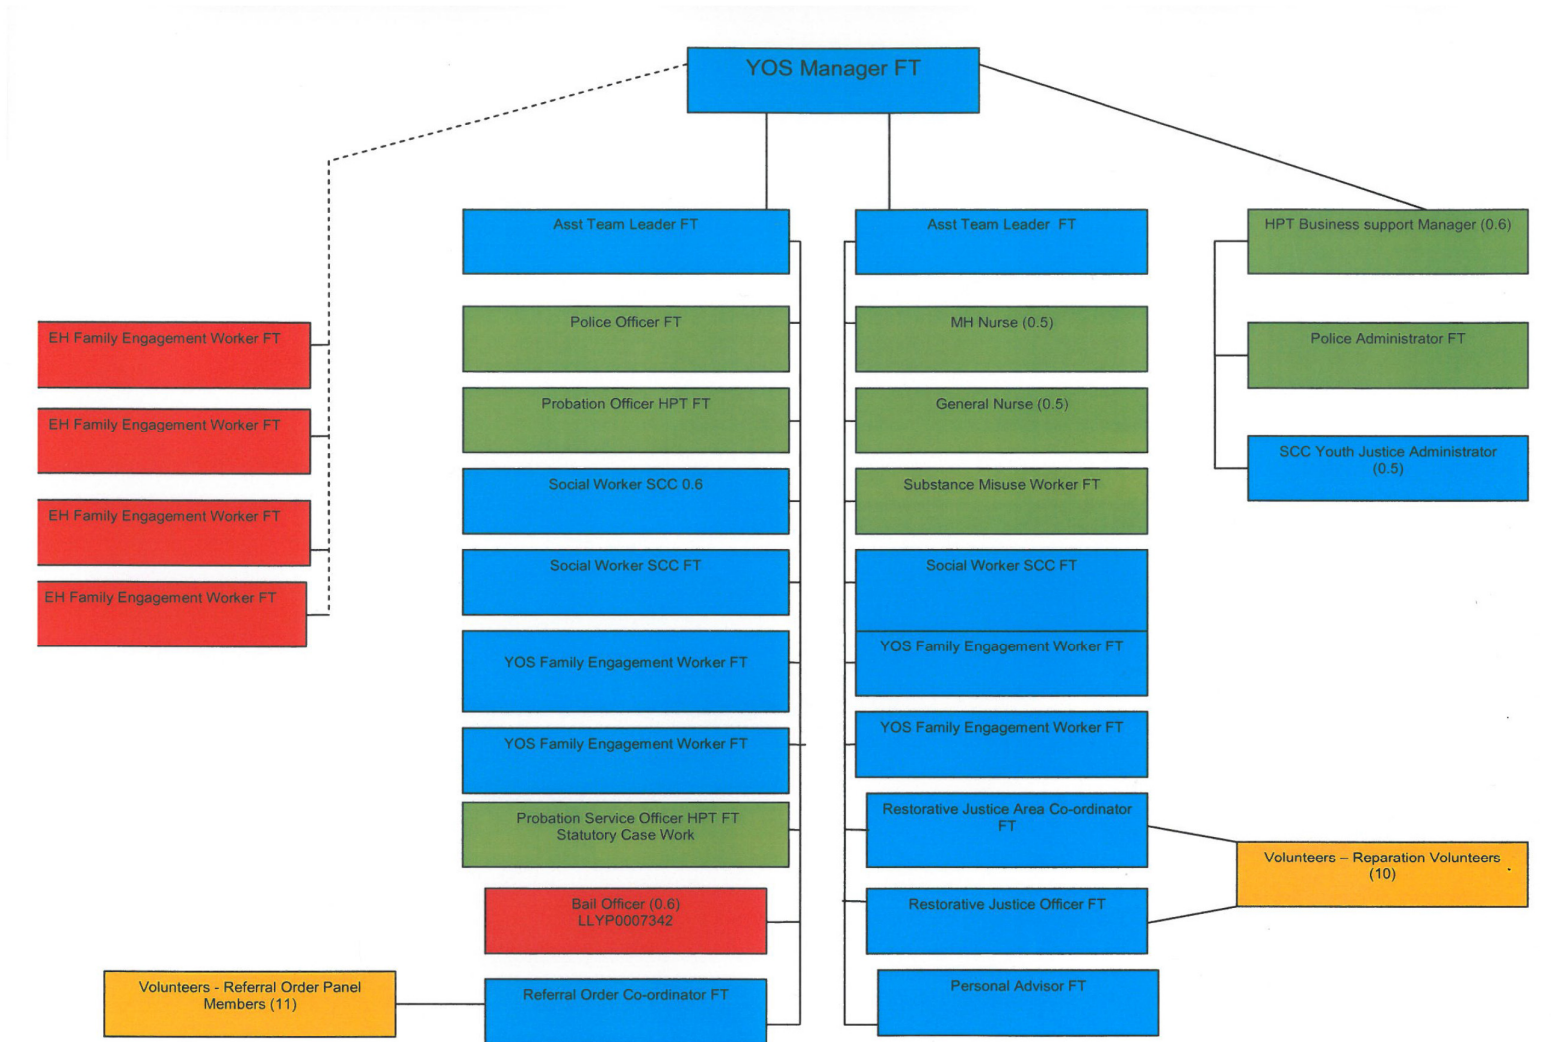 YOS Manager FT
Asst Team Leader FT
Asst Team Leader  FT
HPT Business support Manager (0.6)
EH Family Engagement Worker FT
EH Family Engagement Worker FT
EH Family Engagement Worker FT
EH Family Engagement Worker FT
Police Officer FT
Probation Officer HPT FT
Social Worker SCC 0.6
Social Worker SCC FT
YOS Family Engagement Worker FT
YOS Family Engagement Worker FT
Probation Service Officer HPT FT
Statutory Case Work
Bail Officer (0.6)
LLYP0007342
Referral Order Co-ordinator FT
Volunteers - Referral Order Panel
Members (11)
MH Nurse (0.5)
General Nurse (0.5)
Substance Misuse Worker FT
Social Worker SCC FT
YOS Family Engagement Worker FT
YOS Family Engagement Worker FT
Restorative Justice Area Co-ordinator
FT
Restorative Justice Officer FT
Personal Advisor FT
Police Administrator FT
SCC Youth Justice Administrator
(0.5)
Volunteers – Reparation Volunteers
(10)